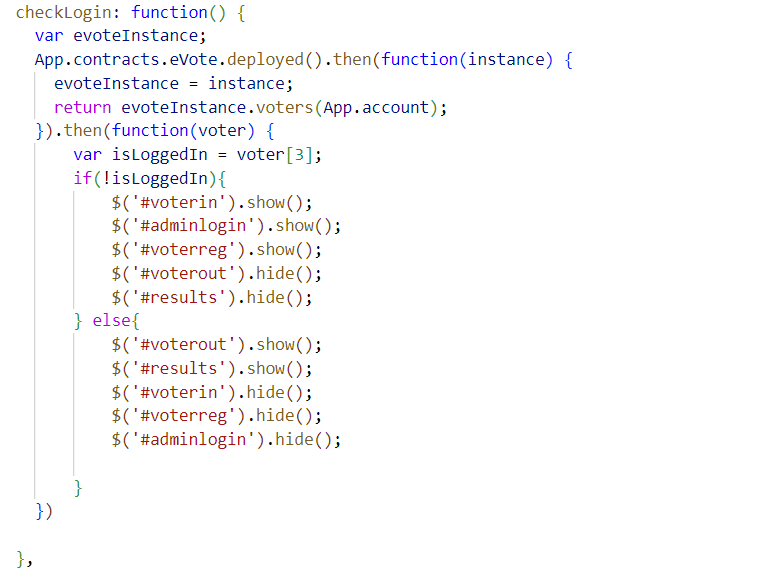 checkLogin: function() {
  var evoteInstance;
  App.contracts.eVote.deployed().then(function(instance) {
    evoteInstance = instance;
    return evoteInstance.voters(App.account);
  }).then(function(voter) {
      var isLoggedIn = voter[3];
      if(!isLoggedIn){
          $('#voterin').show();
          $('#adminlogin').show();
          $('#voterreg').show();
          $('#voterout').hide();
          $('#results').hide();
      } else{
          $('#voterout').show();
          $('#results').show();
          $('#voterin').hide();
          $('#voterreg').hide();
          $('#adminlogin').hide();
      }
  })
},